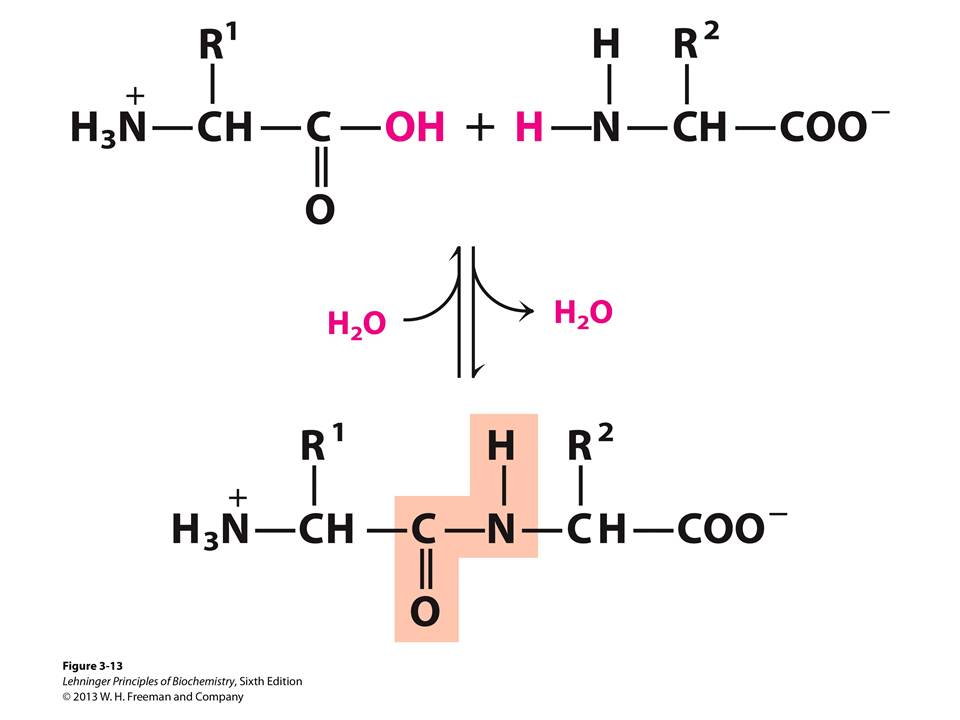 R¹ H R²
H₃N⁺—CH—C—OH + H—N—CH—COO⁻
O
H₂O H₂O
R¹ H R²
H₃N⁺—CH—C—N—CH—COO⁻
O
Figure 3-13
Lehninger Principles of Biochemistry, Sixth Edition
© 2013 W. H. Freeman and Company